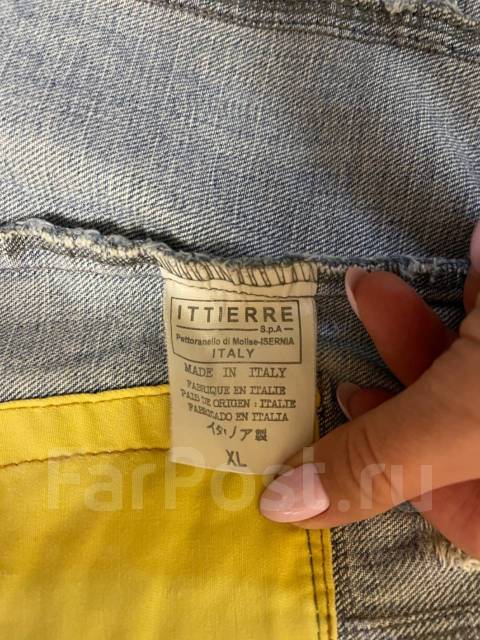 ITTIERRE
S.p.A
Pettoranello di Molise-ISERNIA
ITALY
MADE IN ITALY
FABRIQUE EN ITALIE
PAIS DE ORIGEN : ITALIE
FABRICADO EN ITALIA
イタリア製
XL
FarPost.ru